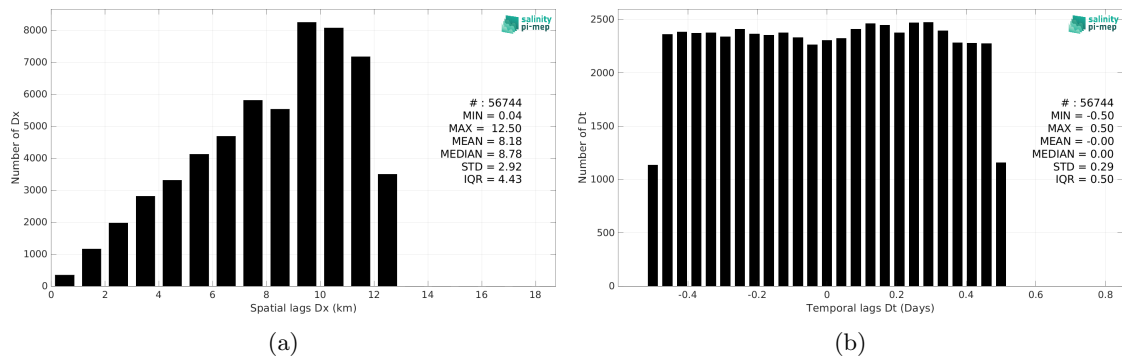 salinity
pi-mep
8000
7000
6000
5000
4000
3000
2000
1000
0
Number of Dx
# : 56744
MIN = 0.04
MAX = 12.50
MEAN = 8.18
MEDIAN = 8.78
STD = 2.92
IQR = 4.43
0 2 4 6 8 10 12 14 16 18
Spatial lags Dx (km)
(a)
salinity
pi-mep
2500
2000
1500
1000
500
0
Number of Dt
# : 56744
MIN = -0.50
MAX = 0.50
MEAN = -0.00
MEDIAN = 0.00
STD = 0.29
IQR = 0.50
-0.4 -0.2 0 0.2 0.4 0.6 0.8
Temporal lags Dt (Days)
(b)